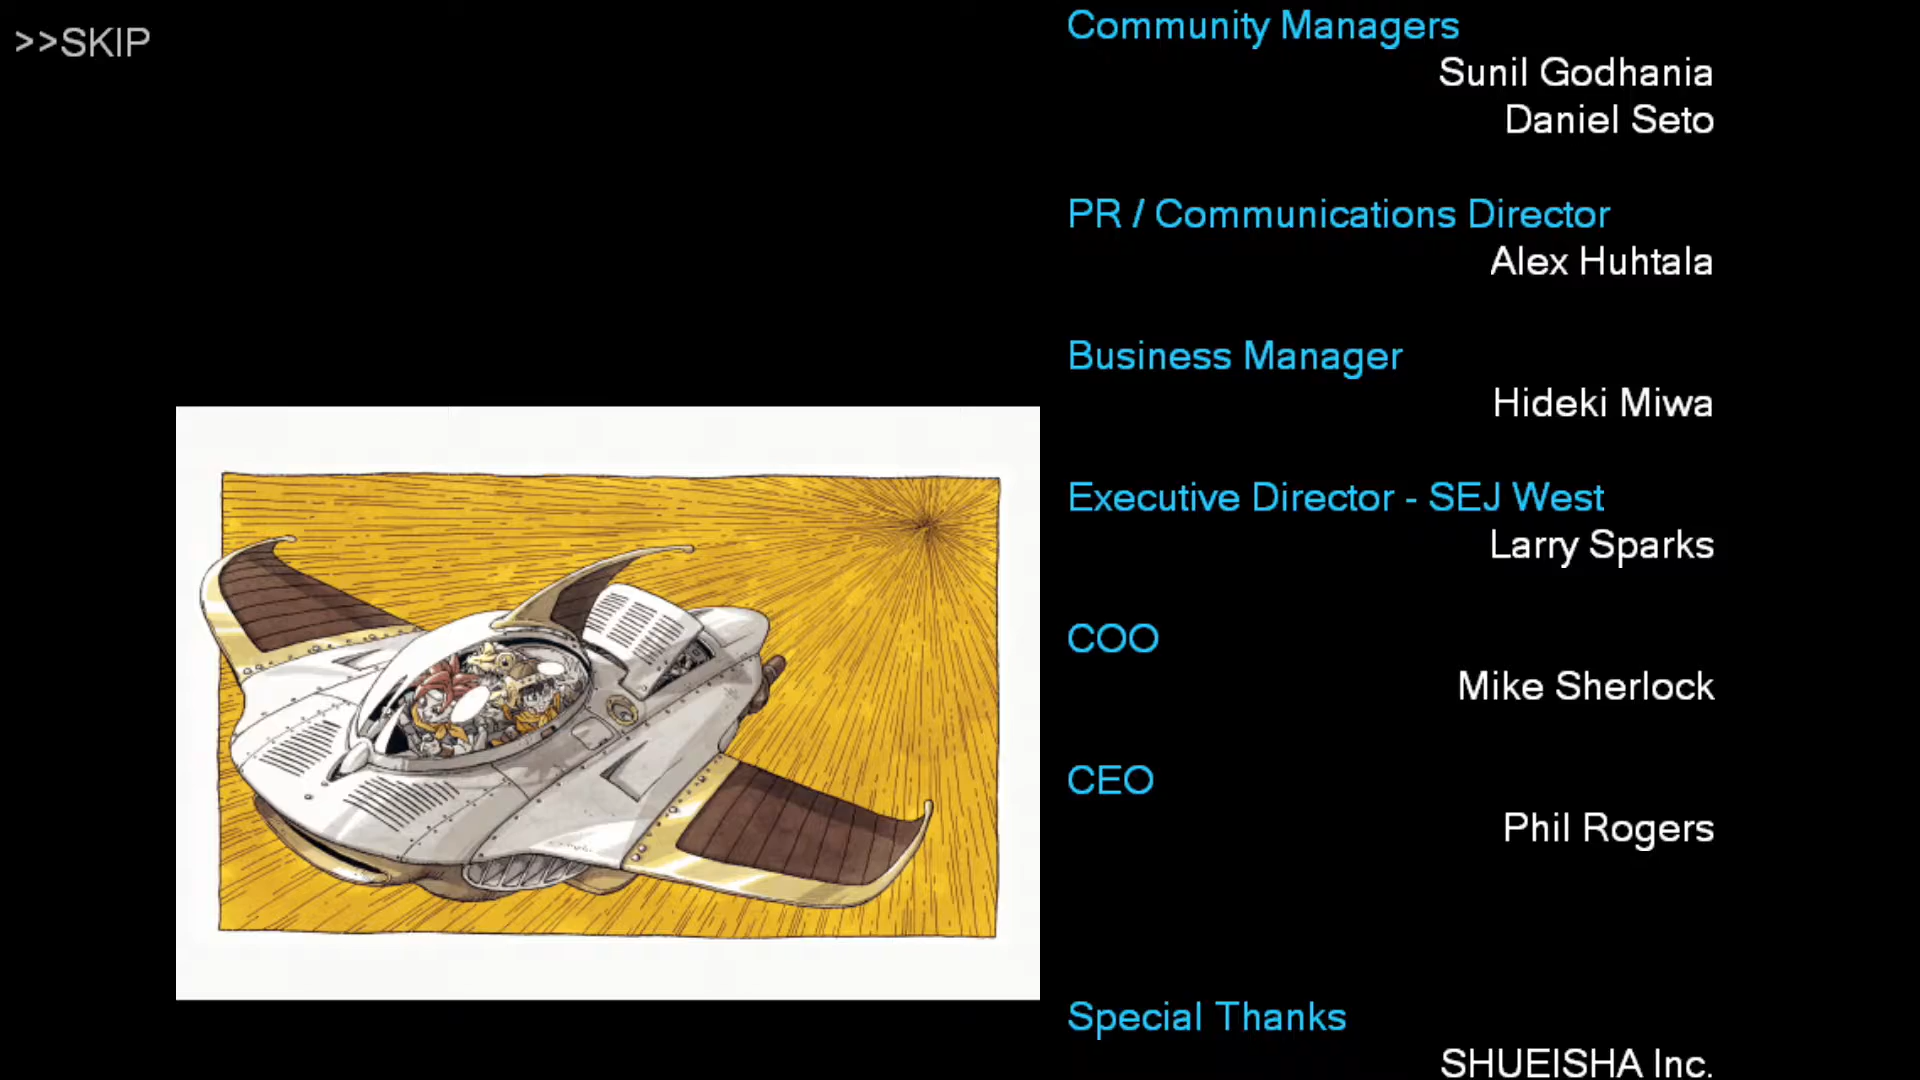 >>SKIP
Community Managers
Sunil Godhania
Daniel Seto
PR / Communications Director
Alex Huhtala
Business Manager
Hideki Miwa
Executive Director - SEJ West
Larry Sparks
COO
Mike Sherlock
CEO
Phil Rogers
Special Thanks
SHUEISHA Inc.